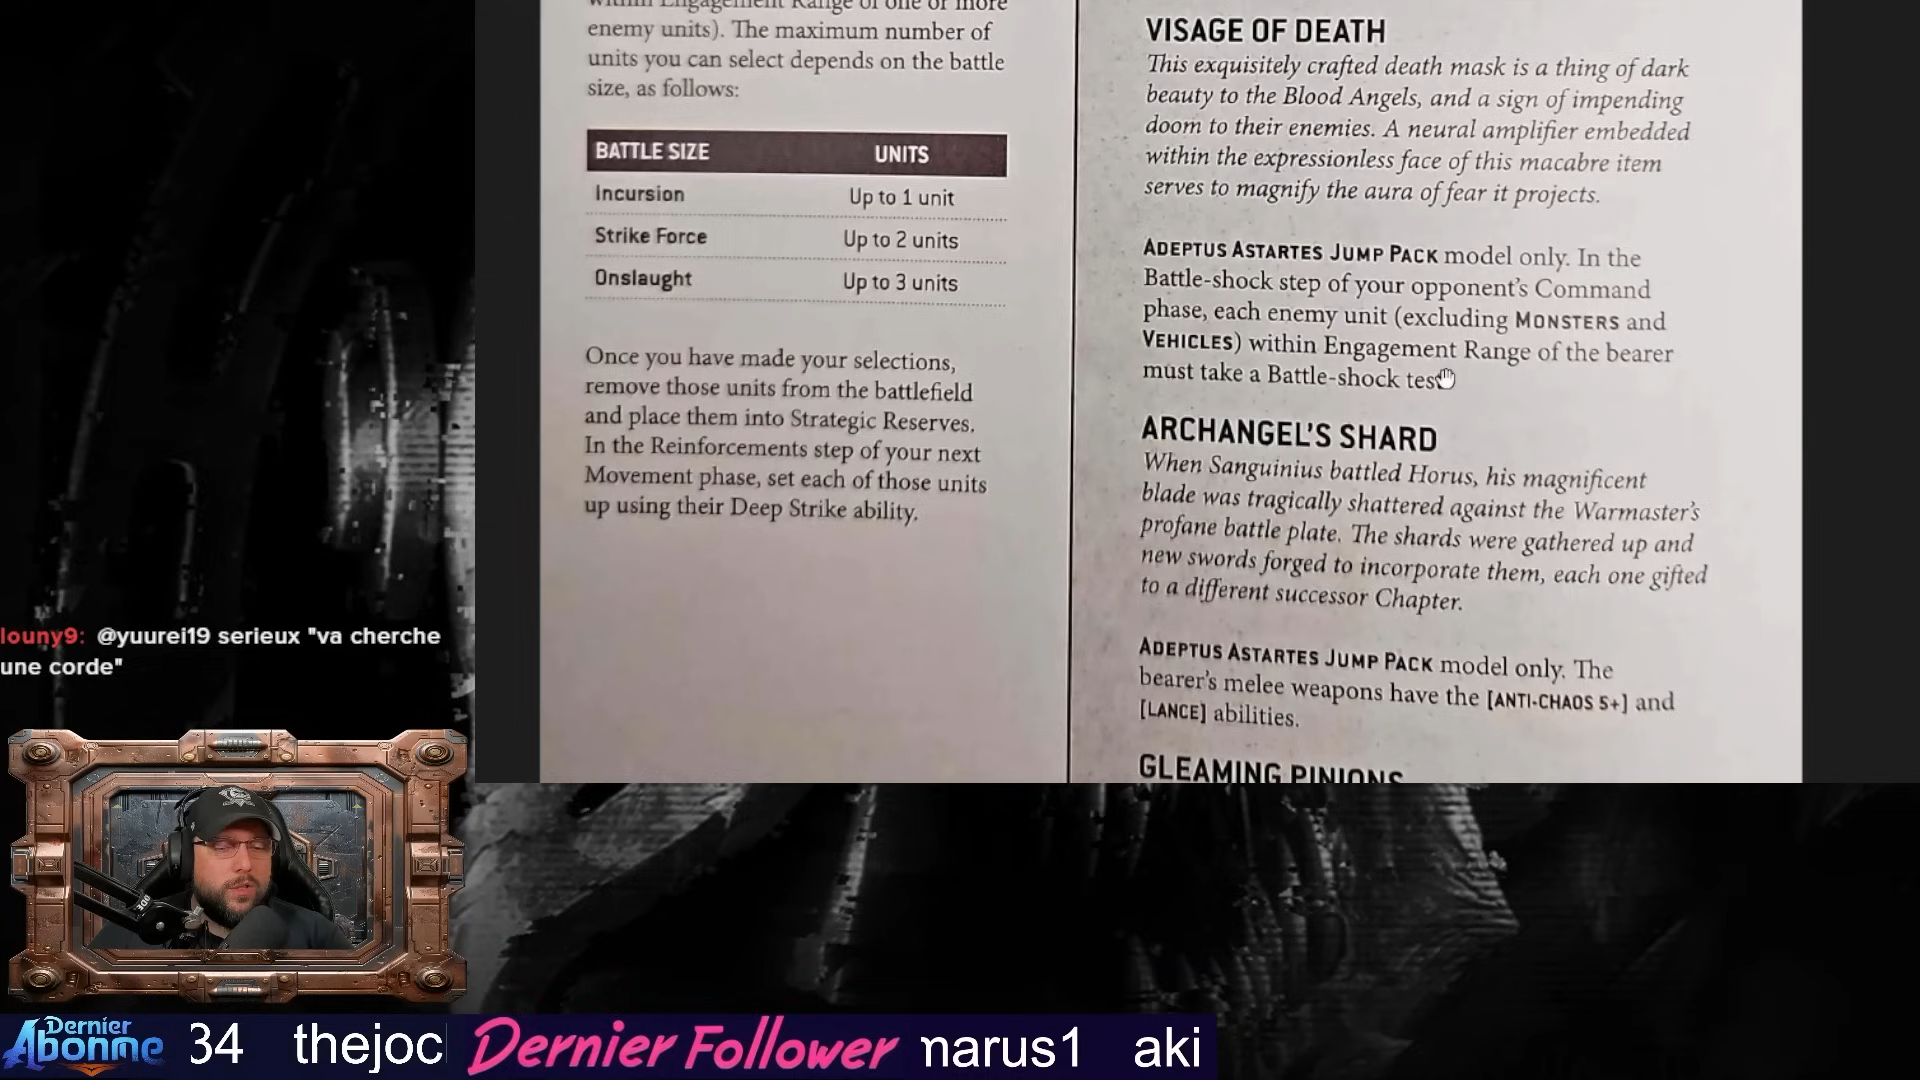 within Engagement Range of one or more
enemy units). The maximum number of
units you can select depends on the battle
size, as follows:
BATTLE SIZE UNITS
Incursion Up to 1 unit
Strike Force Up to 2 units
Onslaught Up to 3 units
Once you have made your selections,
remove those units from the battlefield
and place them into Strategic Reserves.
In the Reinforcements step of your next
Movement phase, set each of those units
up using their Deep Strike ability.
VISAGE OF DEATH
This exquisitely crafted death mask is a thing of dark
beauty to the Blood Angels, and a sign of impending
doom to their enemies. A neural amplifier embedded
within the expressionless face of this macabre item
serves to magnify the aura of fear it projects.
ADEPTUS ASTARTES JUMP PACK model only. In the
Battle-shock step of your opponent's Command
phase, each enemy unit (excluding MONSTERS and
VEHICLES) within Engagement Range of the bearer
must take a Battle-shock test
ARCHANGEL'S SHARD
When Sanguinius battled Horus, his magnificent
blade was tragically shattered against the Warmaster's
profane battle plate. The shards were gathered up and
new swords forged to incorporate them, each one gifted
to a different successor Chapter.
ADEPTUS ASTARTES JUMP PACK model only. The
bearer's melee weapons have the [ANTI-CHAOS 5+] and
[LANCE] abilities.
GLEAMING PINIONS
louny9: @yuurei19 serieux "va cherche
une corde"
Dernier
Abonné 34 thejoc Dernier Follower narus1 aki